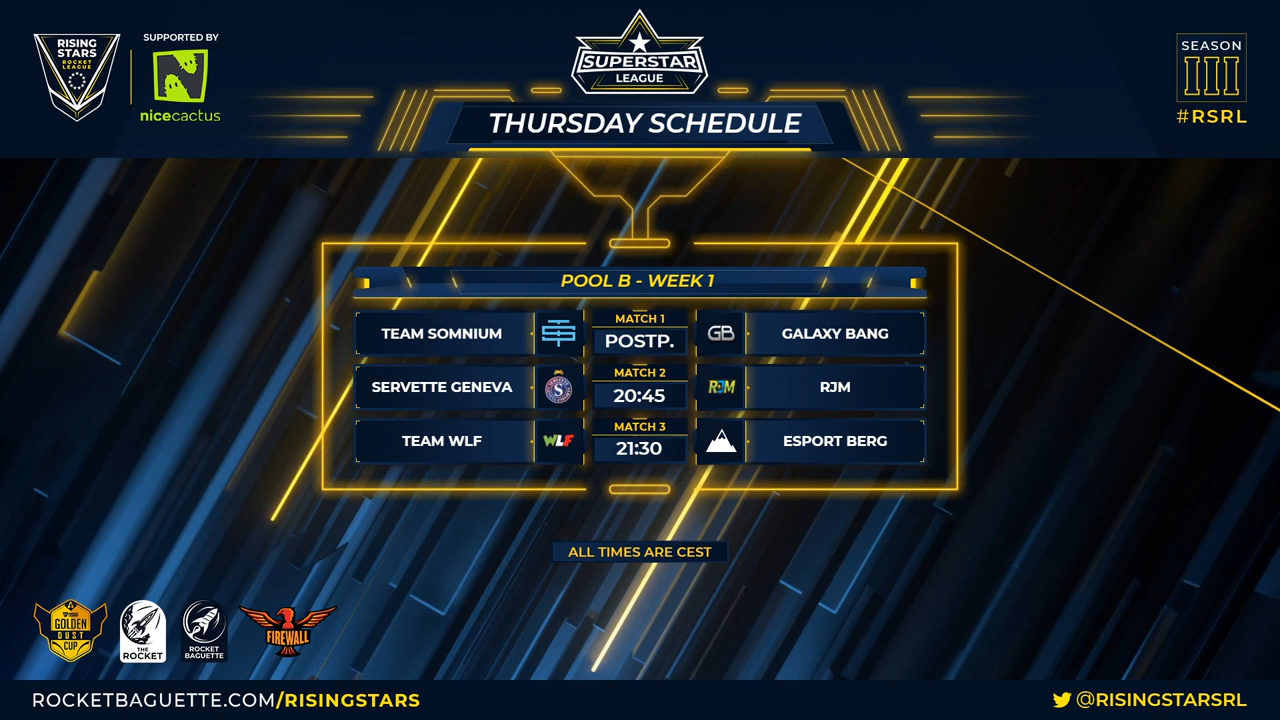 RISING
STARS
ROCKET
LEAGUE
SUPPORTED BY
nicecactus
SUPERSTAR
LEAGUE
SEASON
III
#RSRL
THURSDAY SCHEDULE
POOL B - WEEK 1
TEAM SOMNIUM
MATCH 1
POSTP.
GB
GALAXY BANG
SERVETTE GENEVA
S
MATCH 2
20:45
RJM
RJM
TEAM WLF
WLF
MATCH 3
21:30
ESPORT BERG
ALL TIMES ARE CEST
GOLDEN
DUST
CUP
THE
ROCKET
ROCKET
BAGUETTE
FIREWALL
ROCKETBAGUETTE.COM/RISINGSTARS
@RISINGSTARSRL